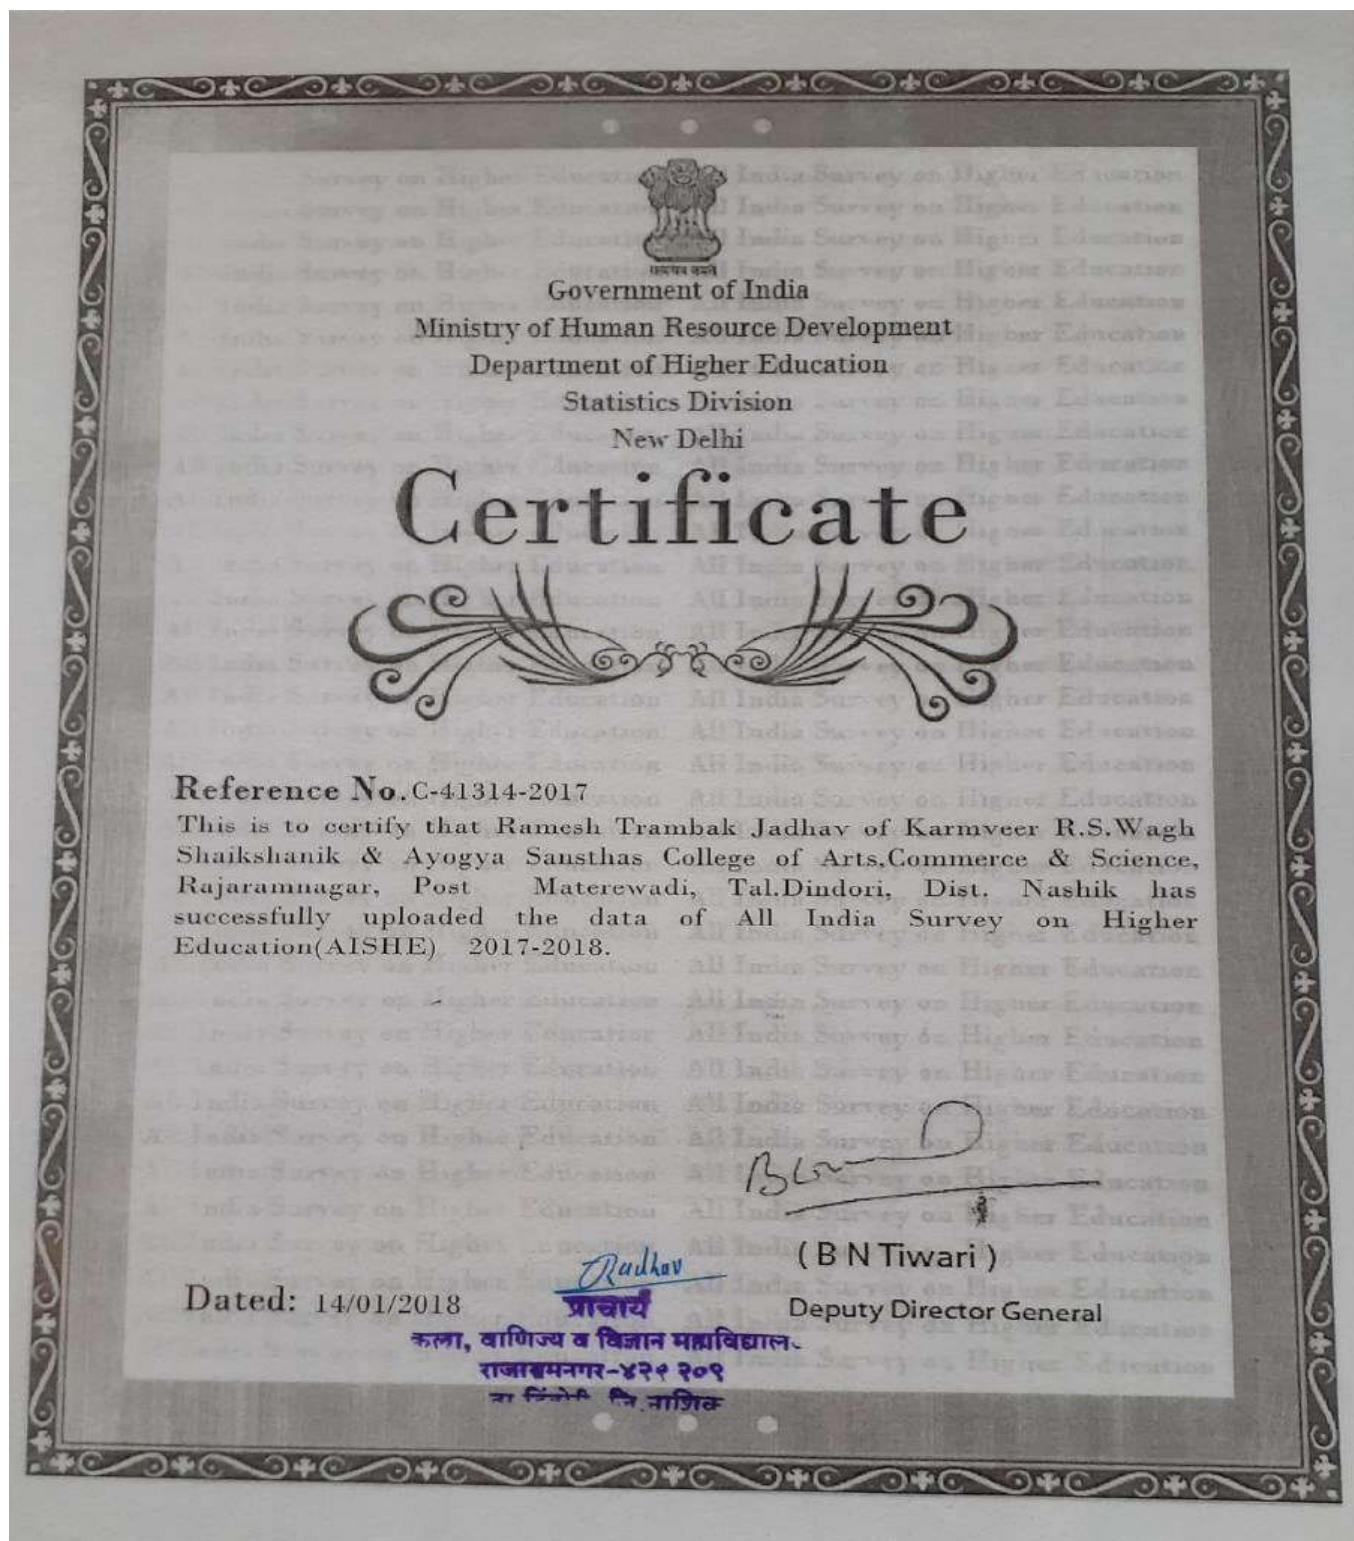 सत्यमेव जयते
Government of India
Ministry of Human Resource Development
Department of Higher Education
Statistics Division
New Delhi
Certificate
Reference No. C-41314-2017
This is to certify that Ramesh Trambak Jadhav of Karmveer R.S.Wagh
Shaikshanik & Ayogya Sansthas College of Arts,Commerce & Science,
Rajaramnagar, Post Materewadi, Tal.Dindori, Dist. Nashik has
successfully uploaded the data of All India Survey on Higher
Education(AISHE) 2017-2018.
(B N Tiwari)
Deputy Director General
Dated: 14/01/2018
प्राचार्य
कला, वाणिज्य व विज्ञान महाविद्याल
राजारामनगर-४२२ २०९
जि. नाशिक